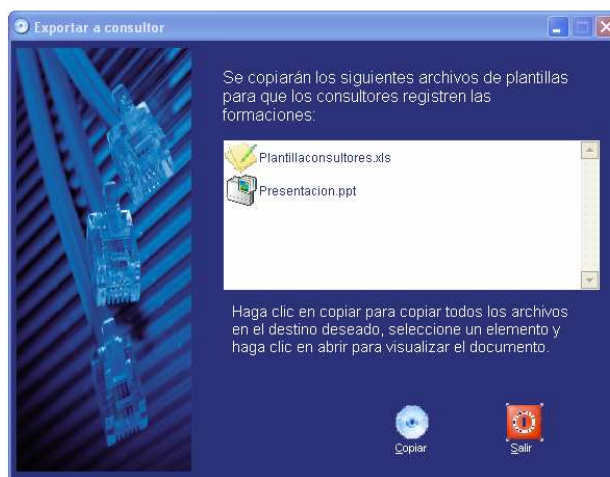 Exportar a consultor
Se copiarán los siguientes archivos de plantillas
para que los consultores registren las
formaciones:
Plantillaconsultores.xls
Presentacion.ppt
Haga clic en copiar para copiar todos los archivos
en el destino deseado, seleccione un elemento y
haga clic en abrir para visualizar el documento.
Copiar
Salir